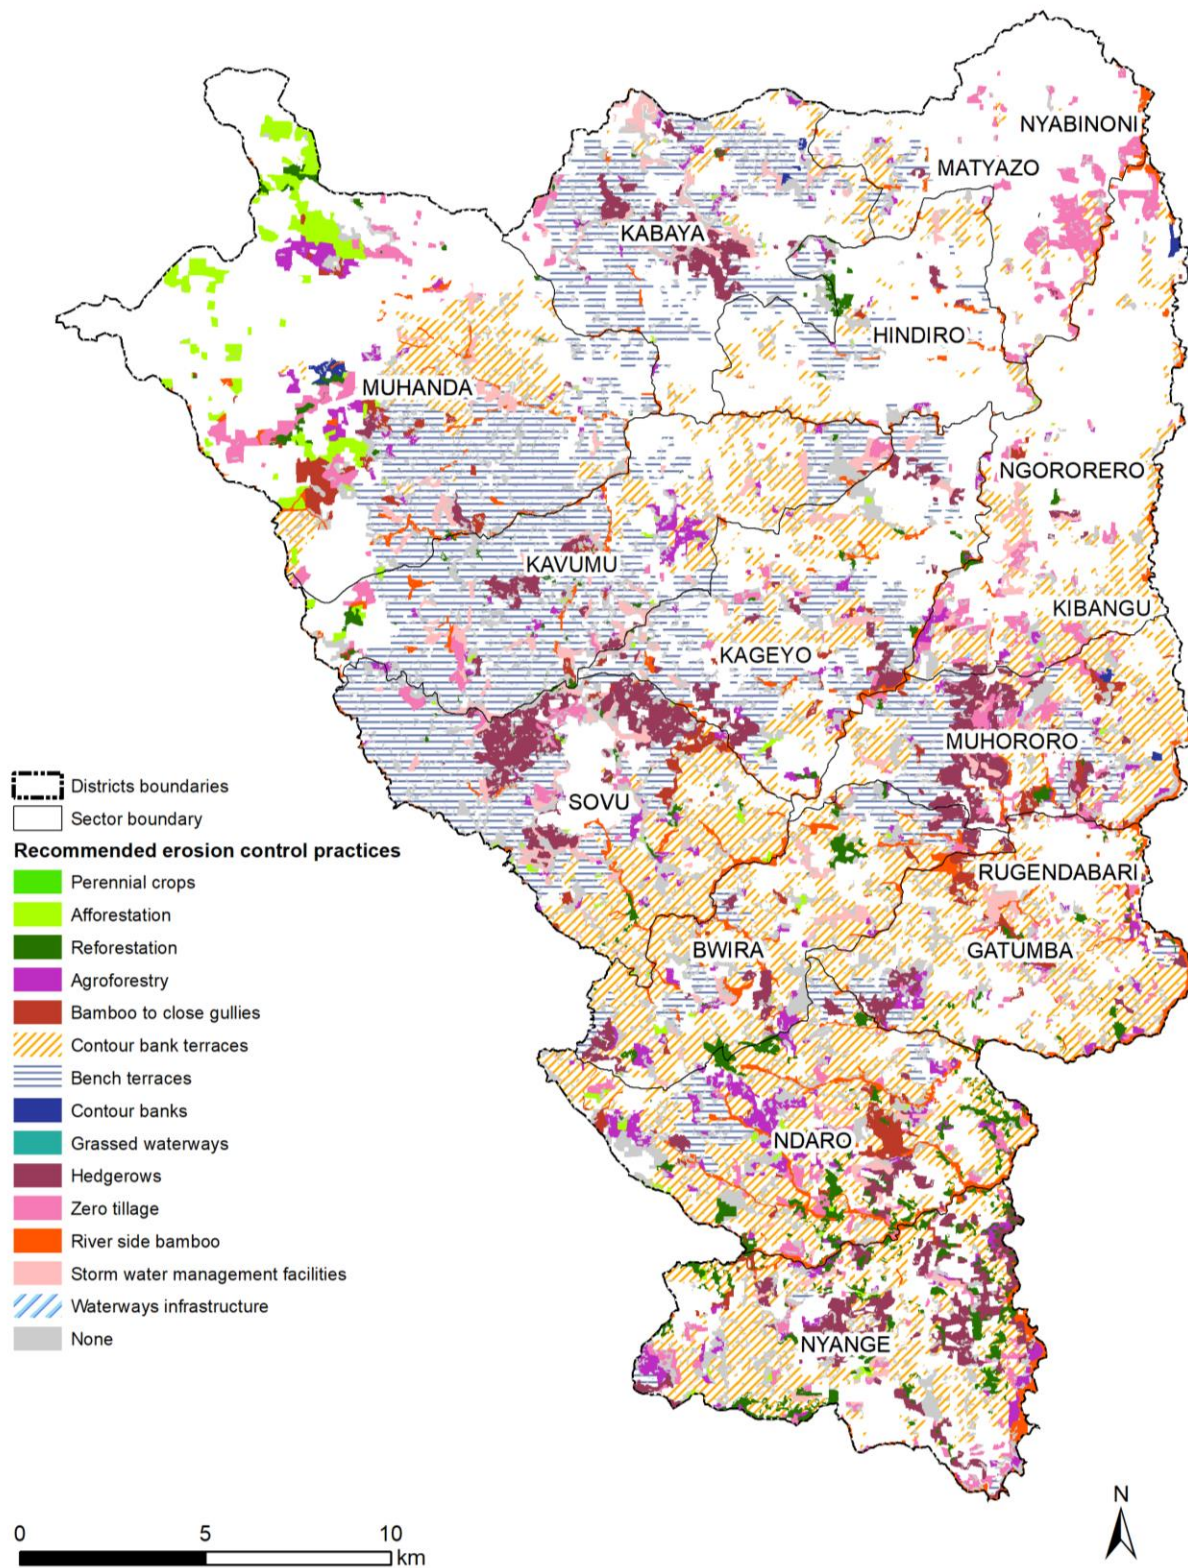 NYABINONI
MATYAZO
KABAYA
HINDIRO
MUHANDA
NGORORERO
KAVUMU
KIBANGU
KAGEYO
MUHORORO
SOVU
RUGENDABARI
BWIRA
GATUMBA
NDARO
NYANGE
Districts boundaries
Sector boundary
Recommended erosion control practices
Perennial crops
Afforestation
Reforestation
Agroforestry
Bamboo to close gullies
Contour bank terraces
Bench terraces
Contour banks
Grassed waterways
Hedgerows
Zero tillage
River side bamboo
Storm water management facilities
Waterways infrastructure
None
0 5 10
km
N